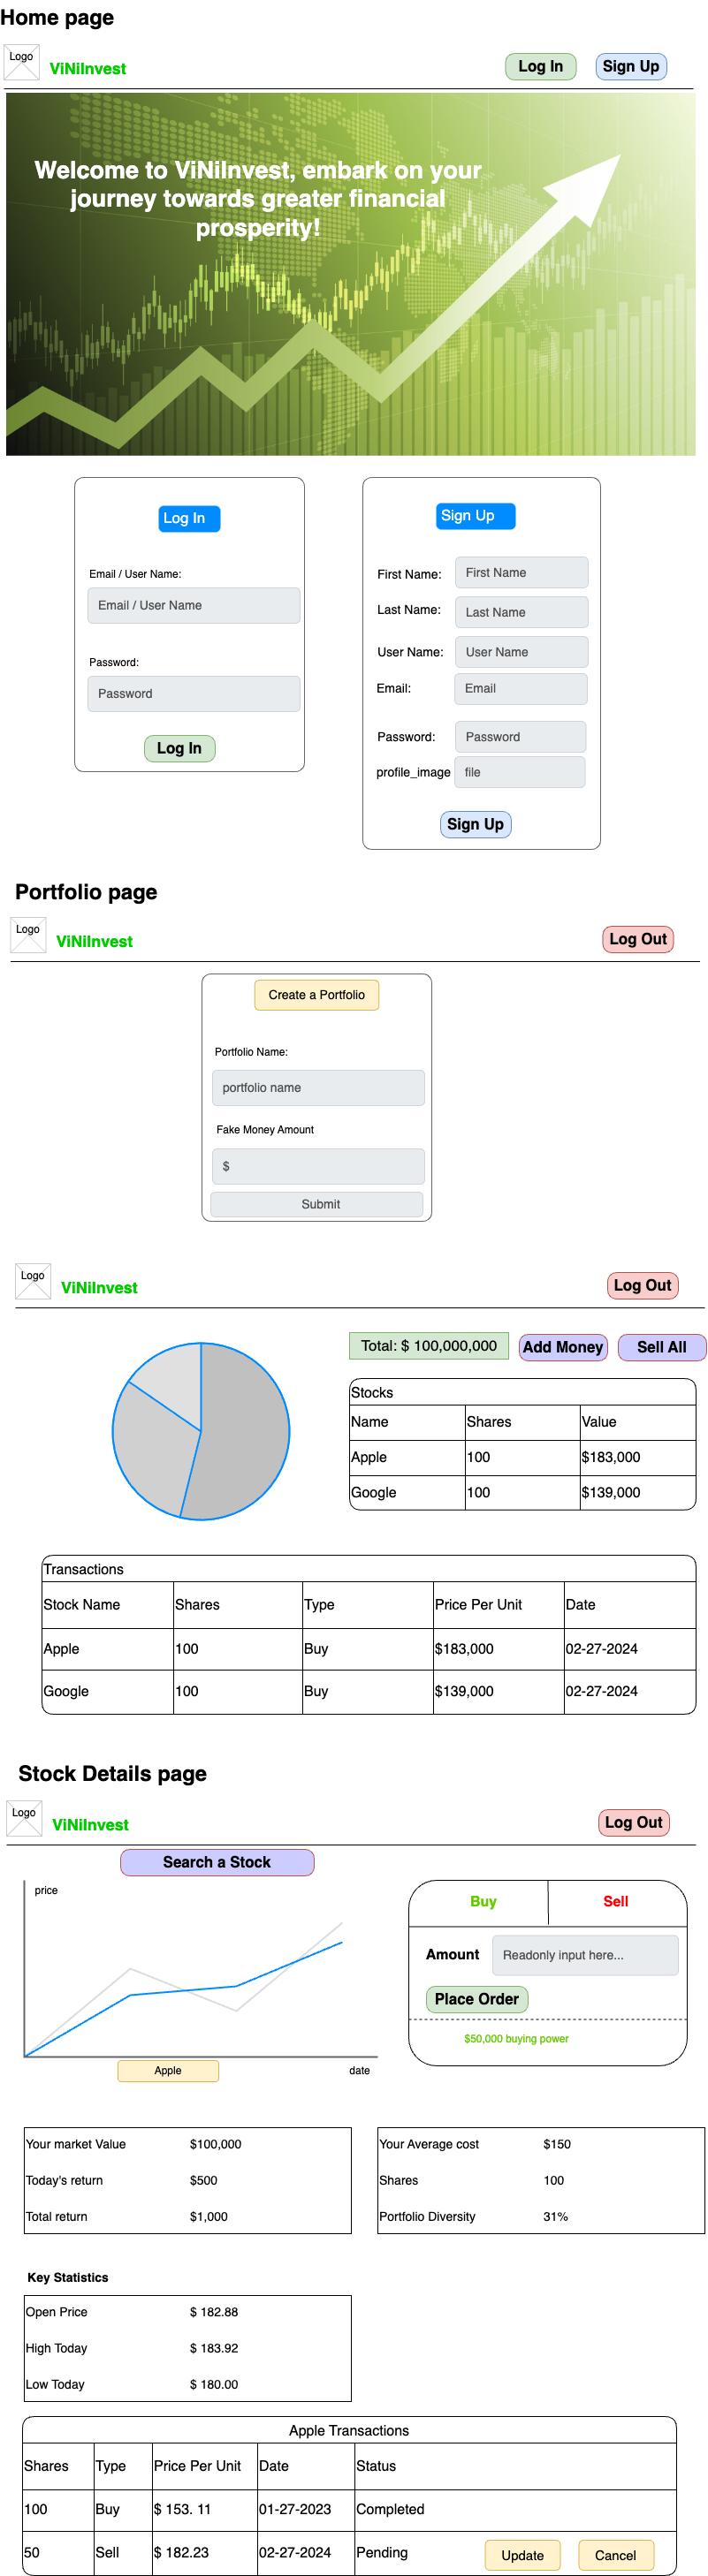 Home page
Logo
ViNiInvest
Log In
Sign Up
Welcome to ViNiInvest, embark on your
journey towards greater financial
prosperity!
Log In
Email / User Name:
Email / User Name
Password:
Password
Log In
Sign Up
First Name:
First Name
Last Name:
Last Name
User Name:
User Name
Email:
Email
Password:
Password
profile_image
file
Sign Up
Portfolio page
Logo
ViNiInvest
Log Out
Create a Portfolio
Portfolio Name:
portfolio name
Fake Money Amount
$
Submit
Logo
ViNiInvest
Log Out
Total: $ 100,000,000
Add Money
Sell All
Stocks
Name Shares Value
Apple 100 $183,000
Google 100 $139,000
Transactions
Stock Name Shares Type Price Per Unit Date
Apple 100 Buy $183,000 02-27-2024
Google 100 Buy $139,000 02-27-2024
Stock Details page
Logo
ViNiInvest
Log Out
Search a Stock
price
Apple
date
Buy
Sell
Amount
Readonly input here...
Place Order
$50,000 buying power
Your market Value $100,000
Today's return $500
Total return $1,000
Your Average cost $150
Shares 100
Portfolio Diversity 31%
Key Statistics
Open Price $ 182.88
High Today $ 183.92
Low Today $ 180.00
Apple Transactions
Shares Type Price Per Unit Date Status
100 Buy $ 153. 11 01-27-2023 Completed
50 Sell $ 182.23 02-27-2024 Pending Update Cancel